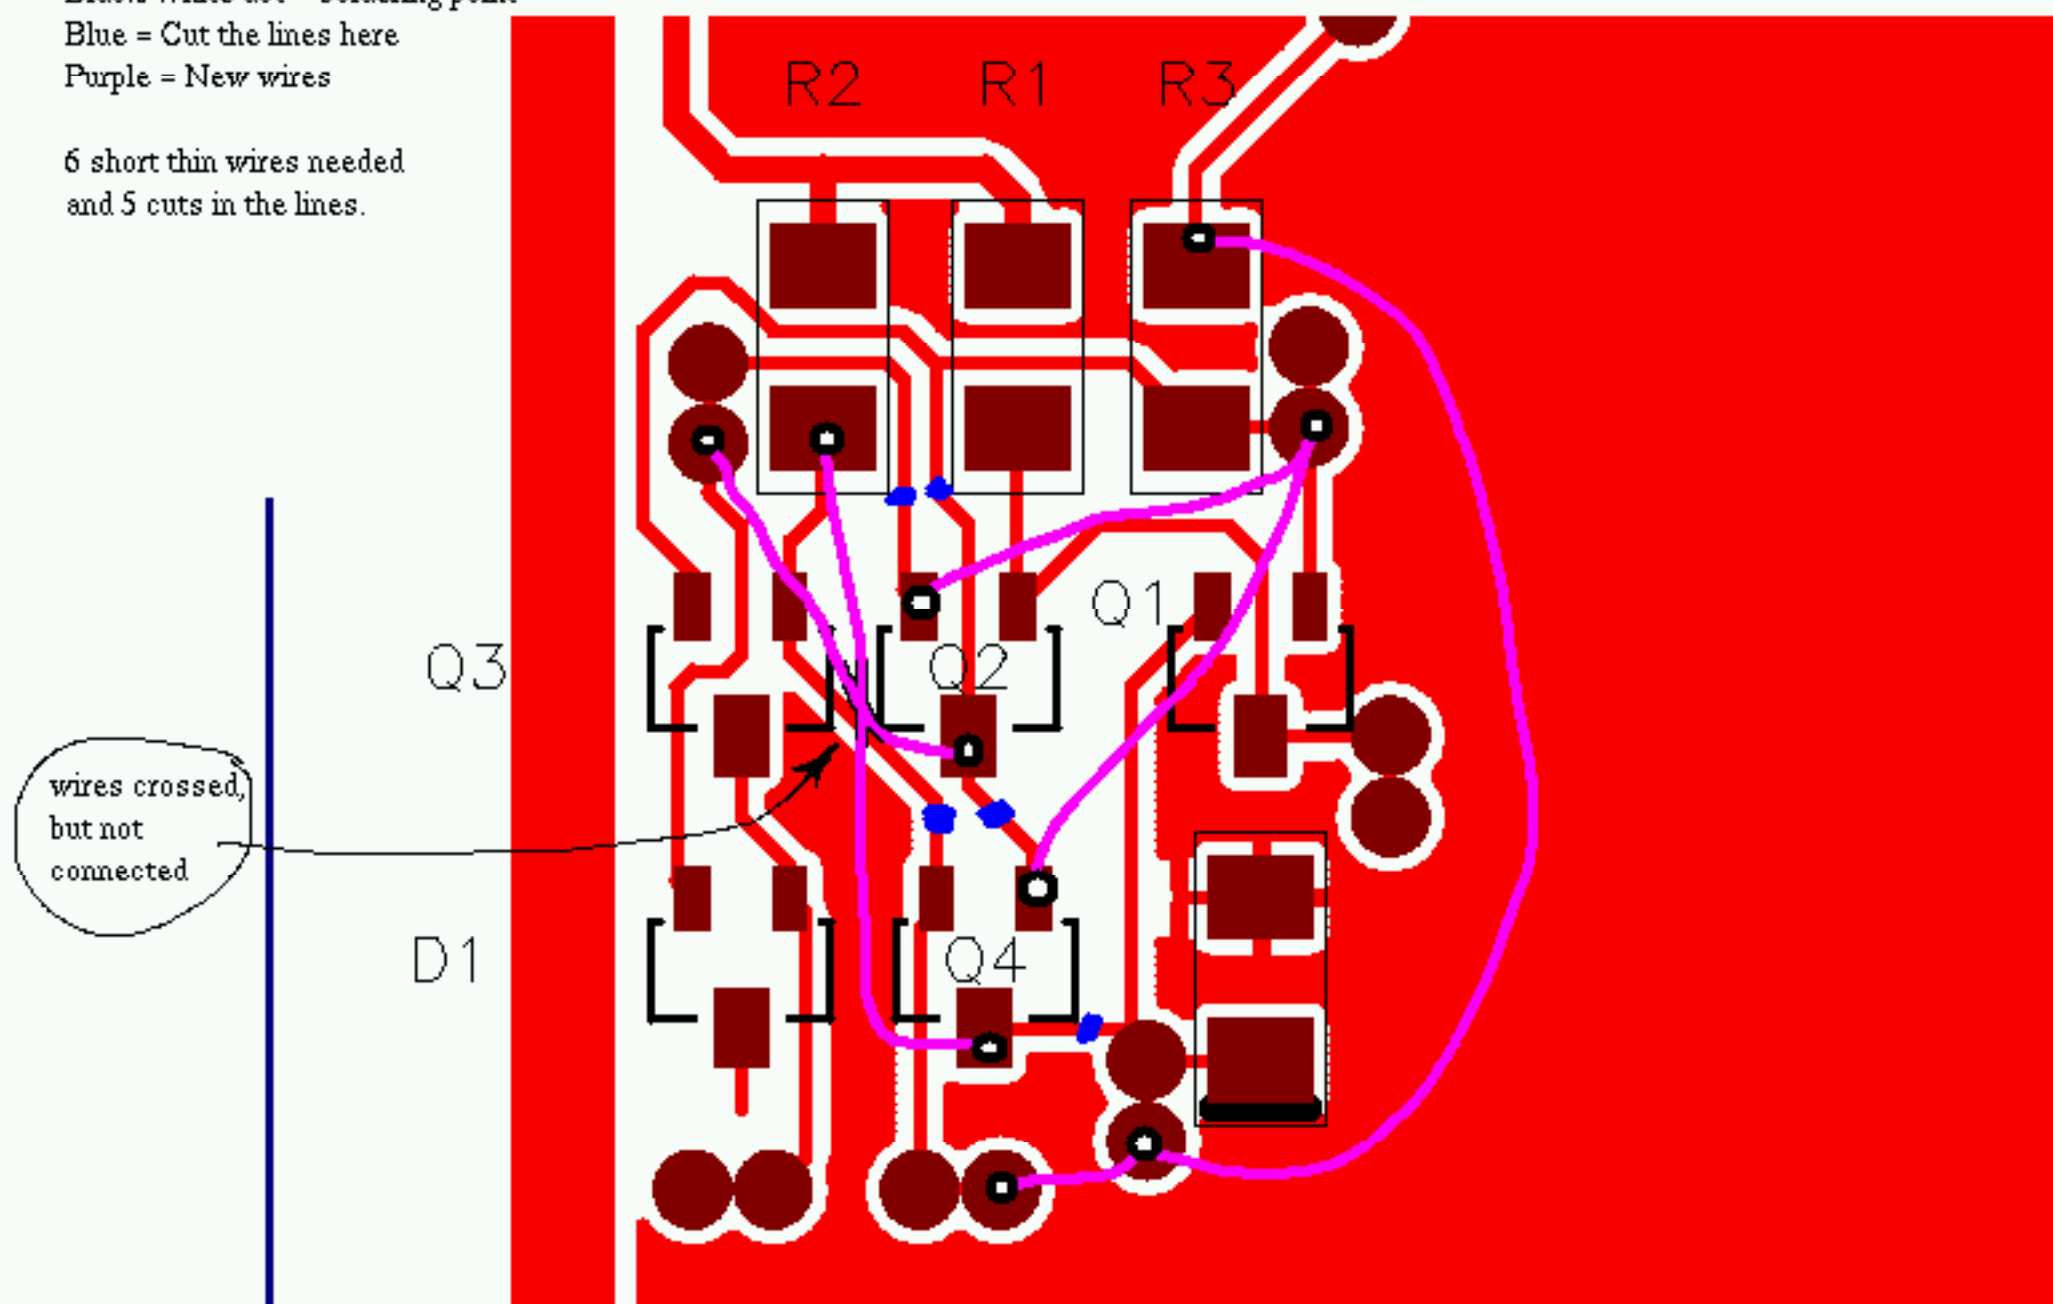 Blue = Cut the lines here
Purple = New wires
6 short thin wires needed
and 5 cuts in the lines.
R2 R1 R3
Q1
Q3 Q2
wires crossed,
but not
connected
D1 Q4